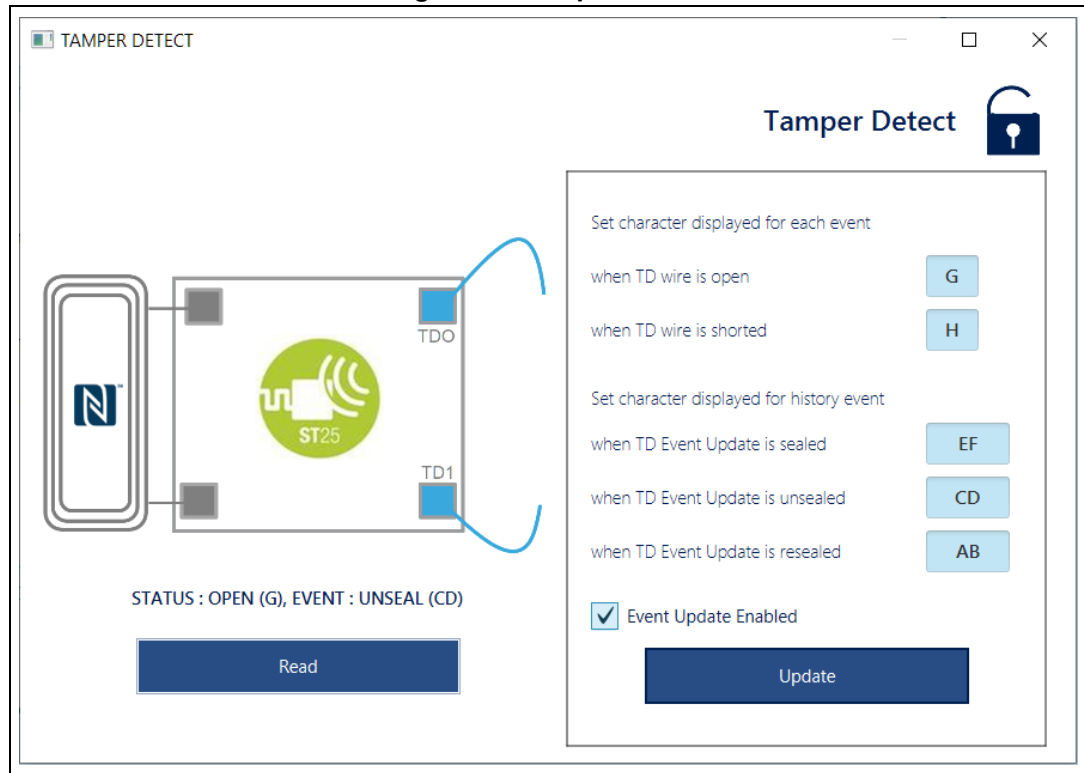 TAMPER DETECT
Tamper Detect
Set character displayed for each event
when TD wire is open G
when TD wire is shorted H
Set character displayed for history event
when TD Event Update is sealed EF
when TD Event Update is unsealed CD
when TD Event Update is resealed AB
Event Update Enabled
Update
TDO
N™
ST25
TD1
STATUS : OPEN (G), EVENT : UNSEAL (CD)
Read